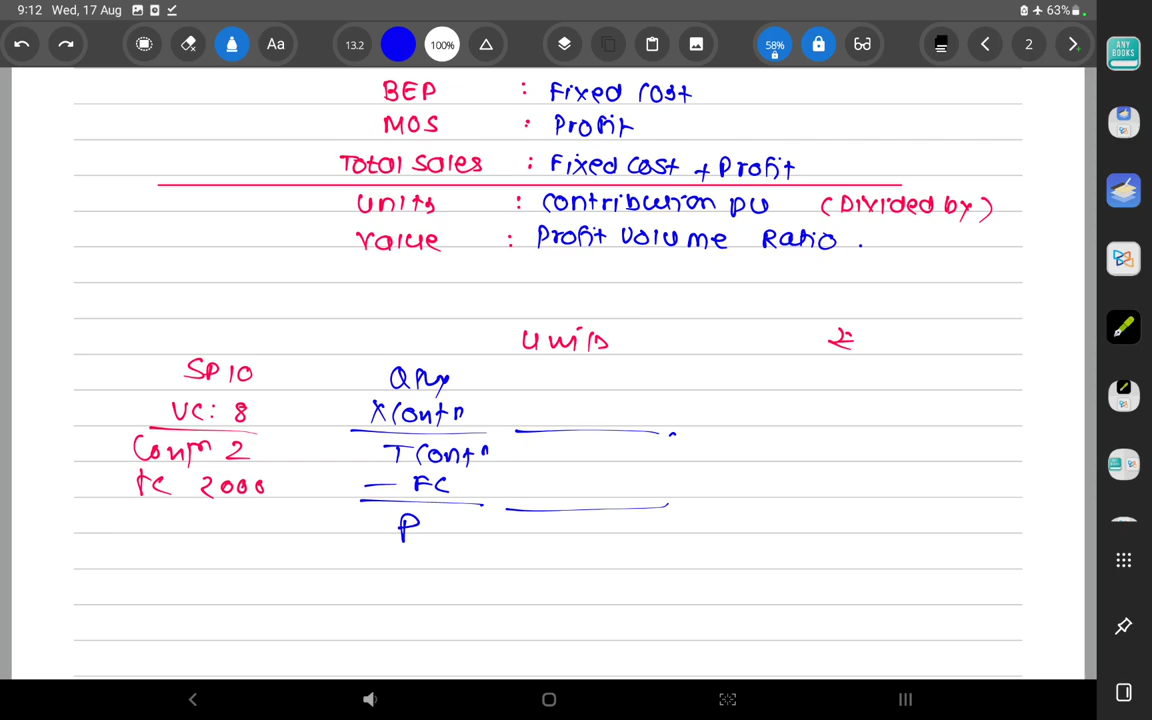 9:12 Wed, 17 Aug 63%
Aa 13.2 100% 58% 2
ANY BOOKS
BEP : Fixed Cost
MOS : Profit
Total Sales : Fixed Cost + Profit
Units : Contribution PU (Divided by)
Value : Profit Volume Ratio .
Units ₹
SP 10 Qty
VC: 8 X Contn
Contn 2 T Contn
FC 2000 — FC
P